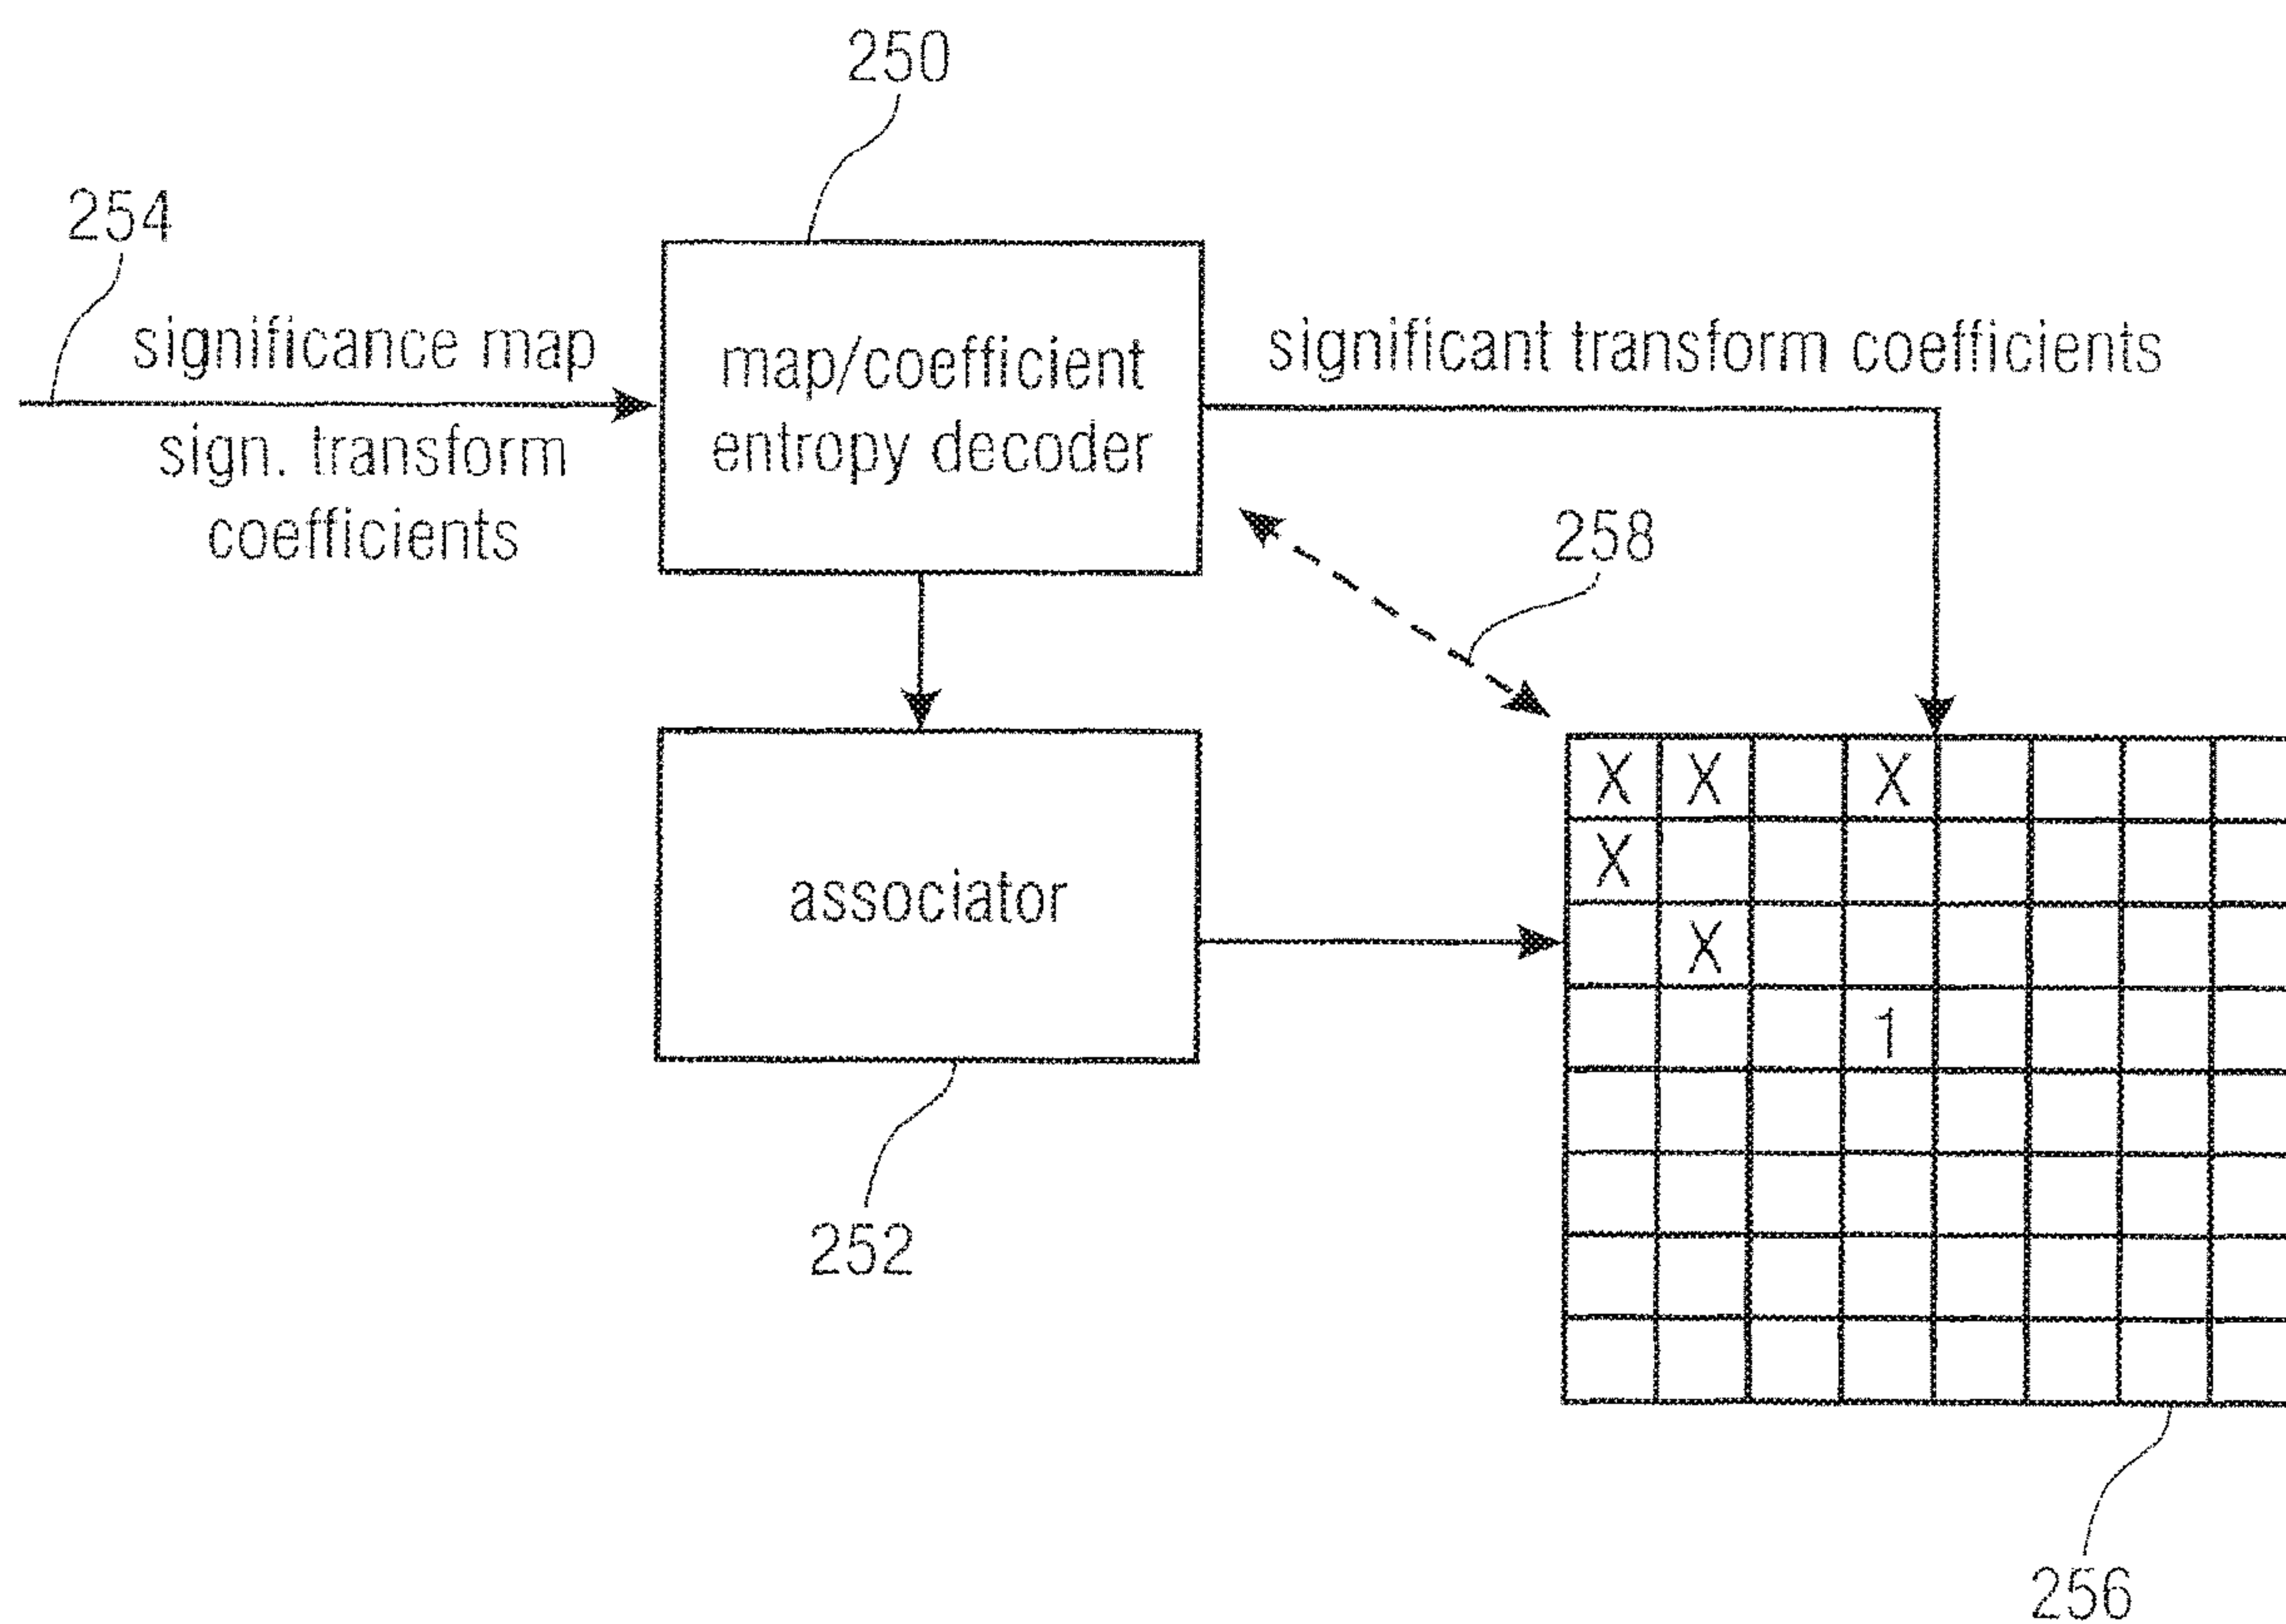 250
254
significance map
sign. transform
coefficients
map/coefficient
entropy decoder
significant transform coefficients
258
associator
X X X
X
X
1
252
256